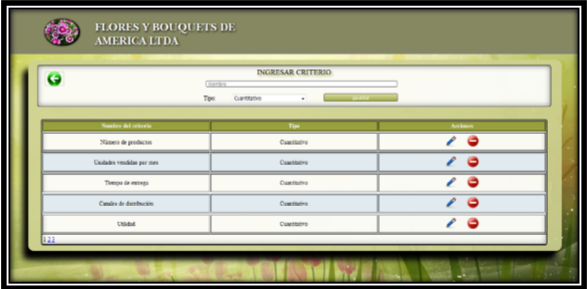 FLORES Y BOUQUETS DE
AMERICA LTDA
INGRESAR CRITERIO
Nombre
Tipo: Cuantitativo
Nombre del criterio Tipo Acciones
Número de productos Cuantitativo
Unidades vendidas por mes Cuantitativo
Tiempo de entrega Cuantitativo
Canales de distribución Cuantitativo
Utilidad Cuantitativo
1 2 3